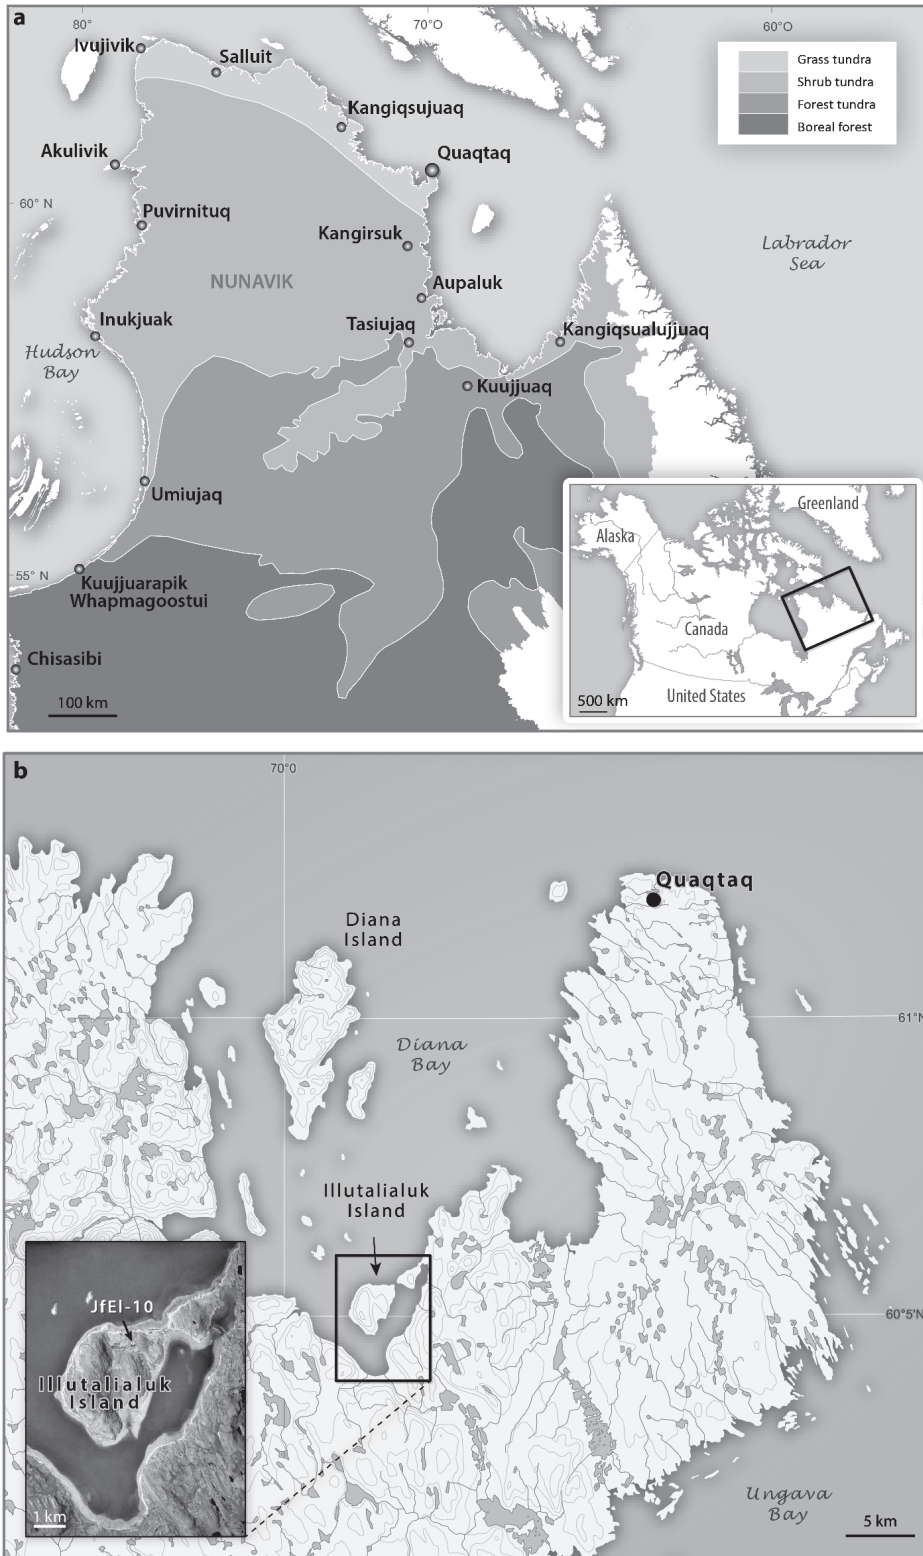 a
80°
70°O
60°O
Ivujivik
Salluit
Grass tundra
Shrub tundra
Forest tundra
Boreal forest
Kangiqsujuaq
Akulivik
Quaqtaq
60° N
Puvirnituq
Kangirsuk
Labrador
Sea
NUNAVIK
Aupaluk
Inukjuak
Tasiujaq
Kangiqsualujjuaq
Hudson
Bay
Kuujjuaq
Umiujaq
Greenland
Alaska
55° N
Kuujjuarapik
Whapmagoostui
Canada
Chisasibi
United States
100 km
500 km
b
70°0
Quaqtaq
Diana
Island
61°N
Diana
Bay
Illutalialuk
Island
JfEl-10
60°5'N
Illutalialuk
Island
Ungava
Bay
1 km
5 km